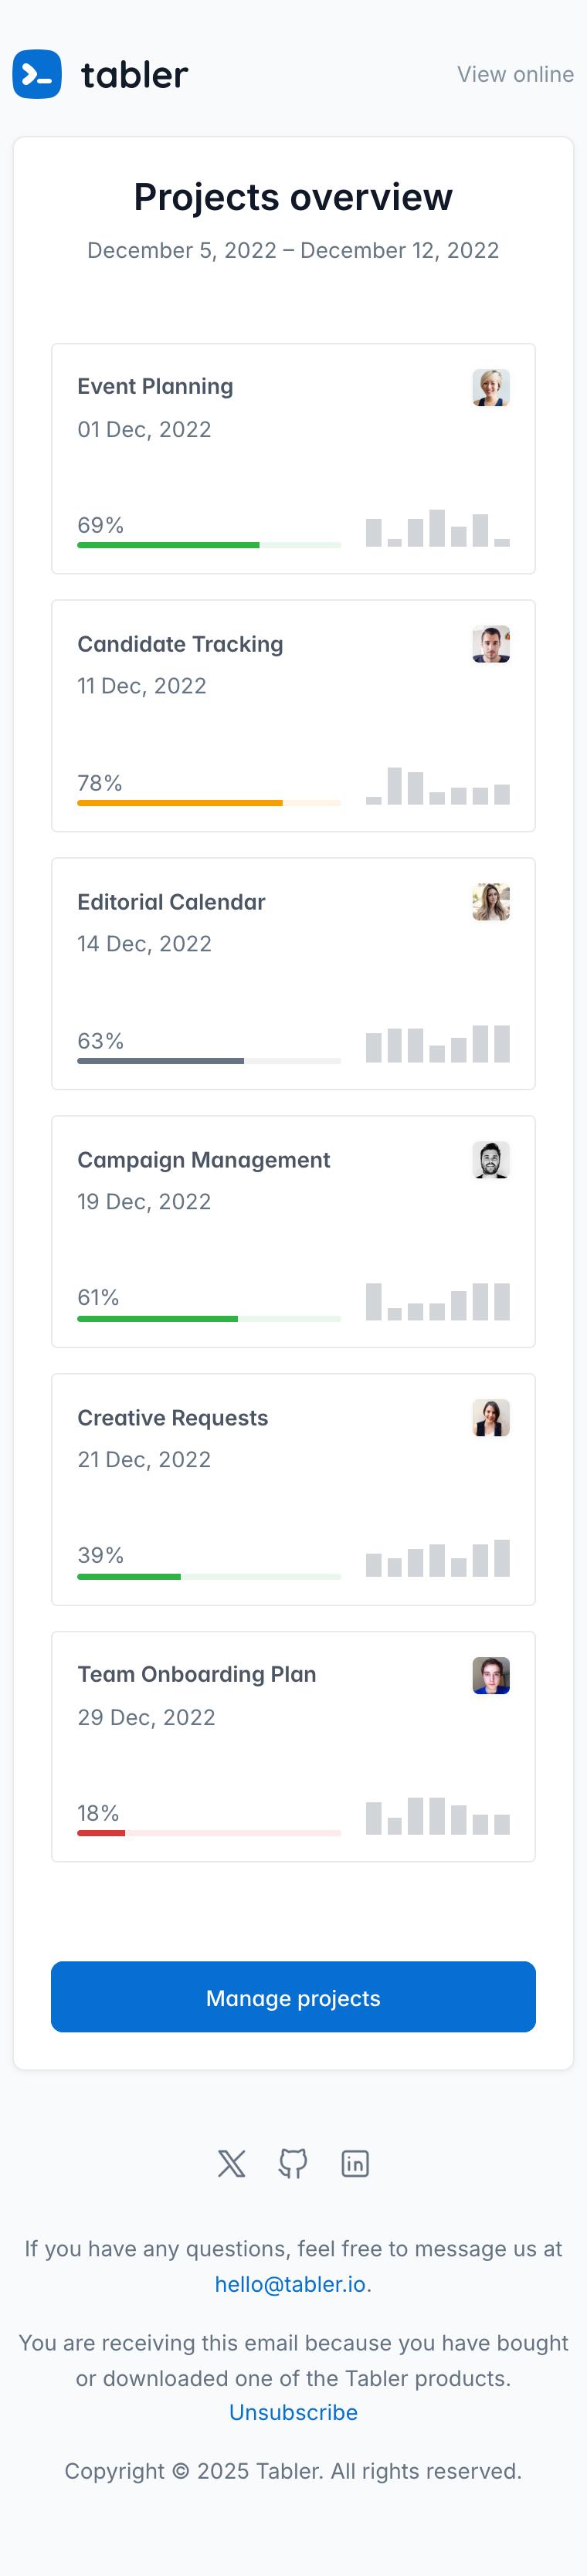 tabler
View online
Projects overview
December 5, 2022 – December 12, 2022
Event Planning
01 Dec, 2022
69%
Candidate Tracking
11 Dec, 2022
78%
Editorial Calendar
14 Dec, 2022
63%
Campaign Management
19 Dec, 2022
61%
Creative Requests
21 Dec, 2022
39%
Team Onboarding Plan
29 Dec, 2022
18%
Manage projects
If you have any questions, feel free to message us at
hello@tabler.io.
You are receiving this email because you have bought
or downloaded one of the Tabler products.
Unsubscribe
Copyright © 2025 Tabler. All rights reserved.